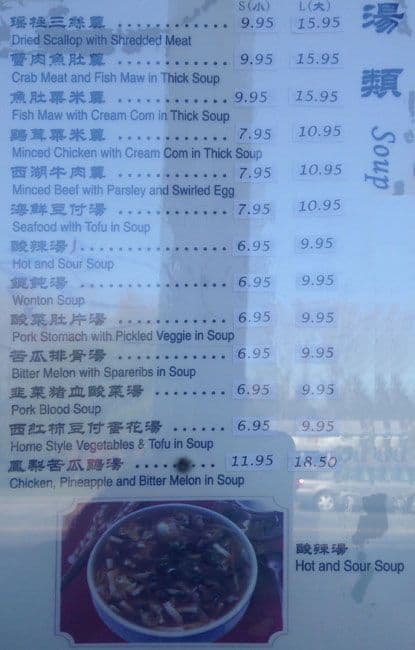 湯類 Soup
S(小) L(大)
瑤柱三絲羹 9.95 15.95
Dried Scallop with Shredded Meat
蟹肉魚肚羹 9.95 15.95
Crab Meat and Fish Maw in Thick Soup
魚肚粟米羹 9.95 15.95
Fish Maw with Cream Corn in Thick Soup
鷄茸粟米羹 7.95 10.95
Minced Chicken with Cream Corn in Thick Soup
西湖牛肉羹 7.95 10.95
Minced Beef with Parsley and Swirled Egg
海鮮豆付湯 7.95 10.95
Seafood with Tofu in Soup
酸辣湯 6.95 9.95
Hot and Sour Soup
雲吞湯 6.95 9.95
Wonton Soup
酸菜肚片湯 6.95 9.95
Pork Stomach with Pickled Veggie in Soup
苦瓜排骨湯 6.95 9.95
Bitter Melon with Spareribs in Soup
韭菜猪血酸菜湯 6.95 9.95
Pork Blood Soup
西紅柿豆付蛋花湯 6.95 9.95
Home Style Vegetables & Tofu in Soup
鳳梨苦瓜鷄湯 11.95 18.50
Chicken, Pineapple and Bitter Melon in Soup
酸辣湯
Hot and Sour Soup